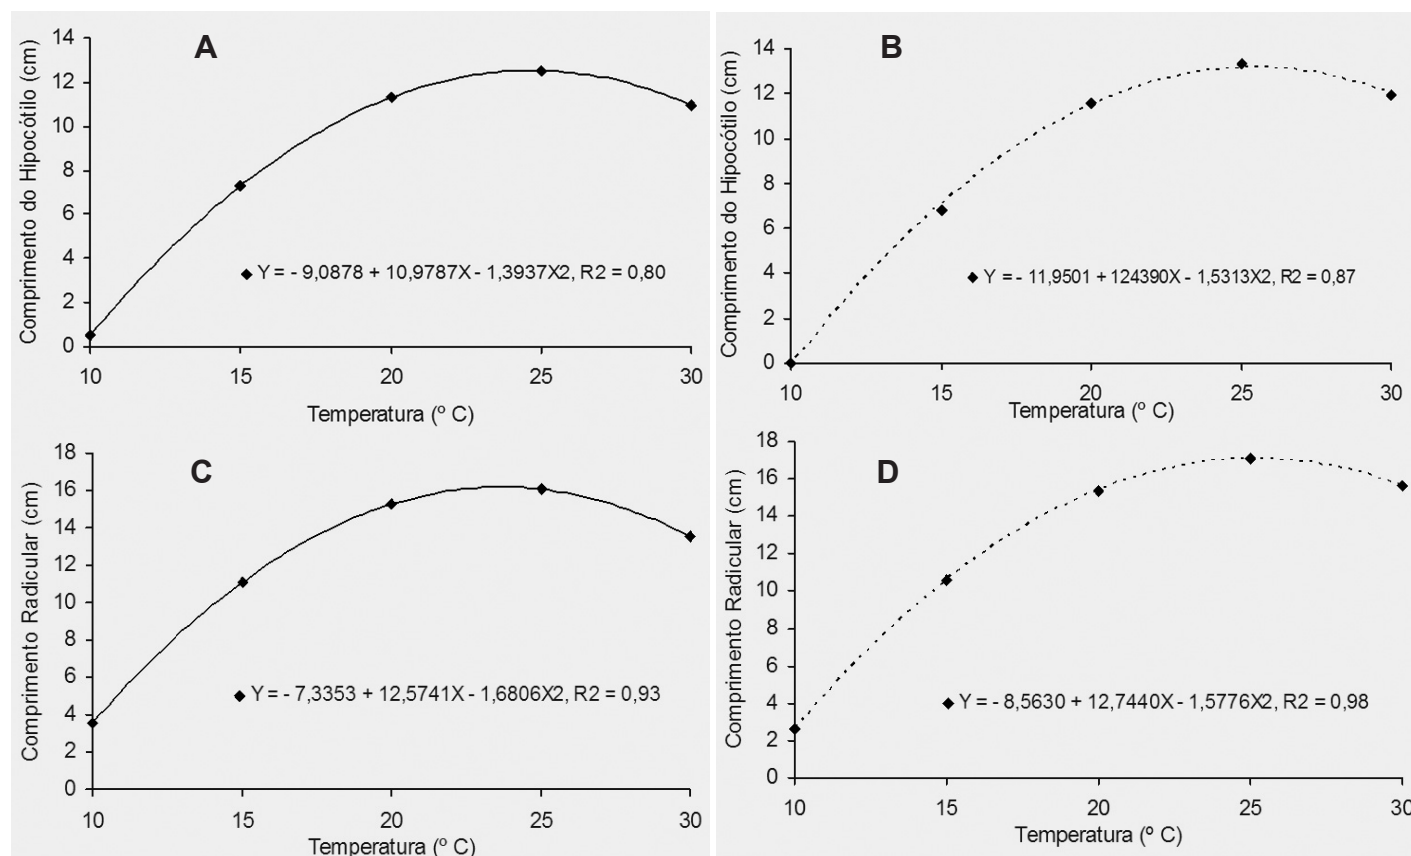 A
Comprimento do Hipocótilo (cm)
14
12
10
8
6
4
2
0
Y = - 9,0878 + 10,9787X - 1,3937X2, R2 = 0,80
10 15 20 25 30
Temperatura (º C)
B
Comprimento do Hipocótilo (cm)
14
12
10
8
6
4
2
0
Y = - 11,9501 + 124390X - 1,5313X2, R2 = 0,87
10 15 20 25 30
Temperatura (º C)
C
Comprimento Radicular (cm)
18
16
14
12
10
8
6
4
2
0
Y = - 7,3353 + 12,5741X - 1,6806X2, R2 = 0,93
10 15 20 25 30
Temperatura (º C)
D
Comprimento Radicular (cm)
18
16
14
12
10
8
6
4
2
0
Y = - 8,5630 + 12,7440X - 1,5776X2, R2 = 0,98
10 15 20 25 30
Temperatura (º C)